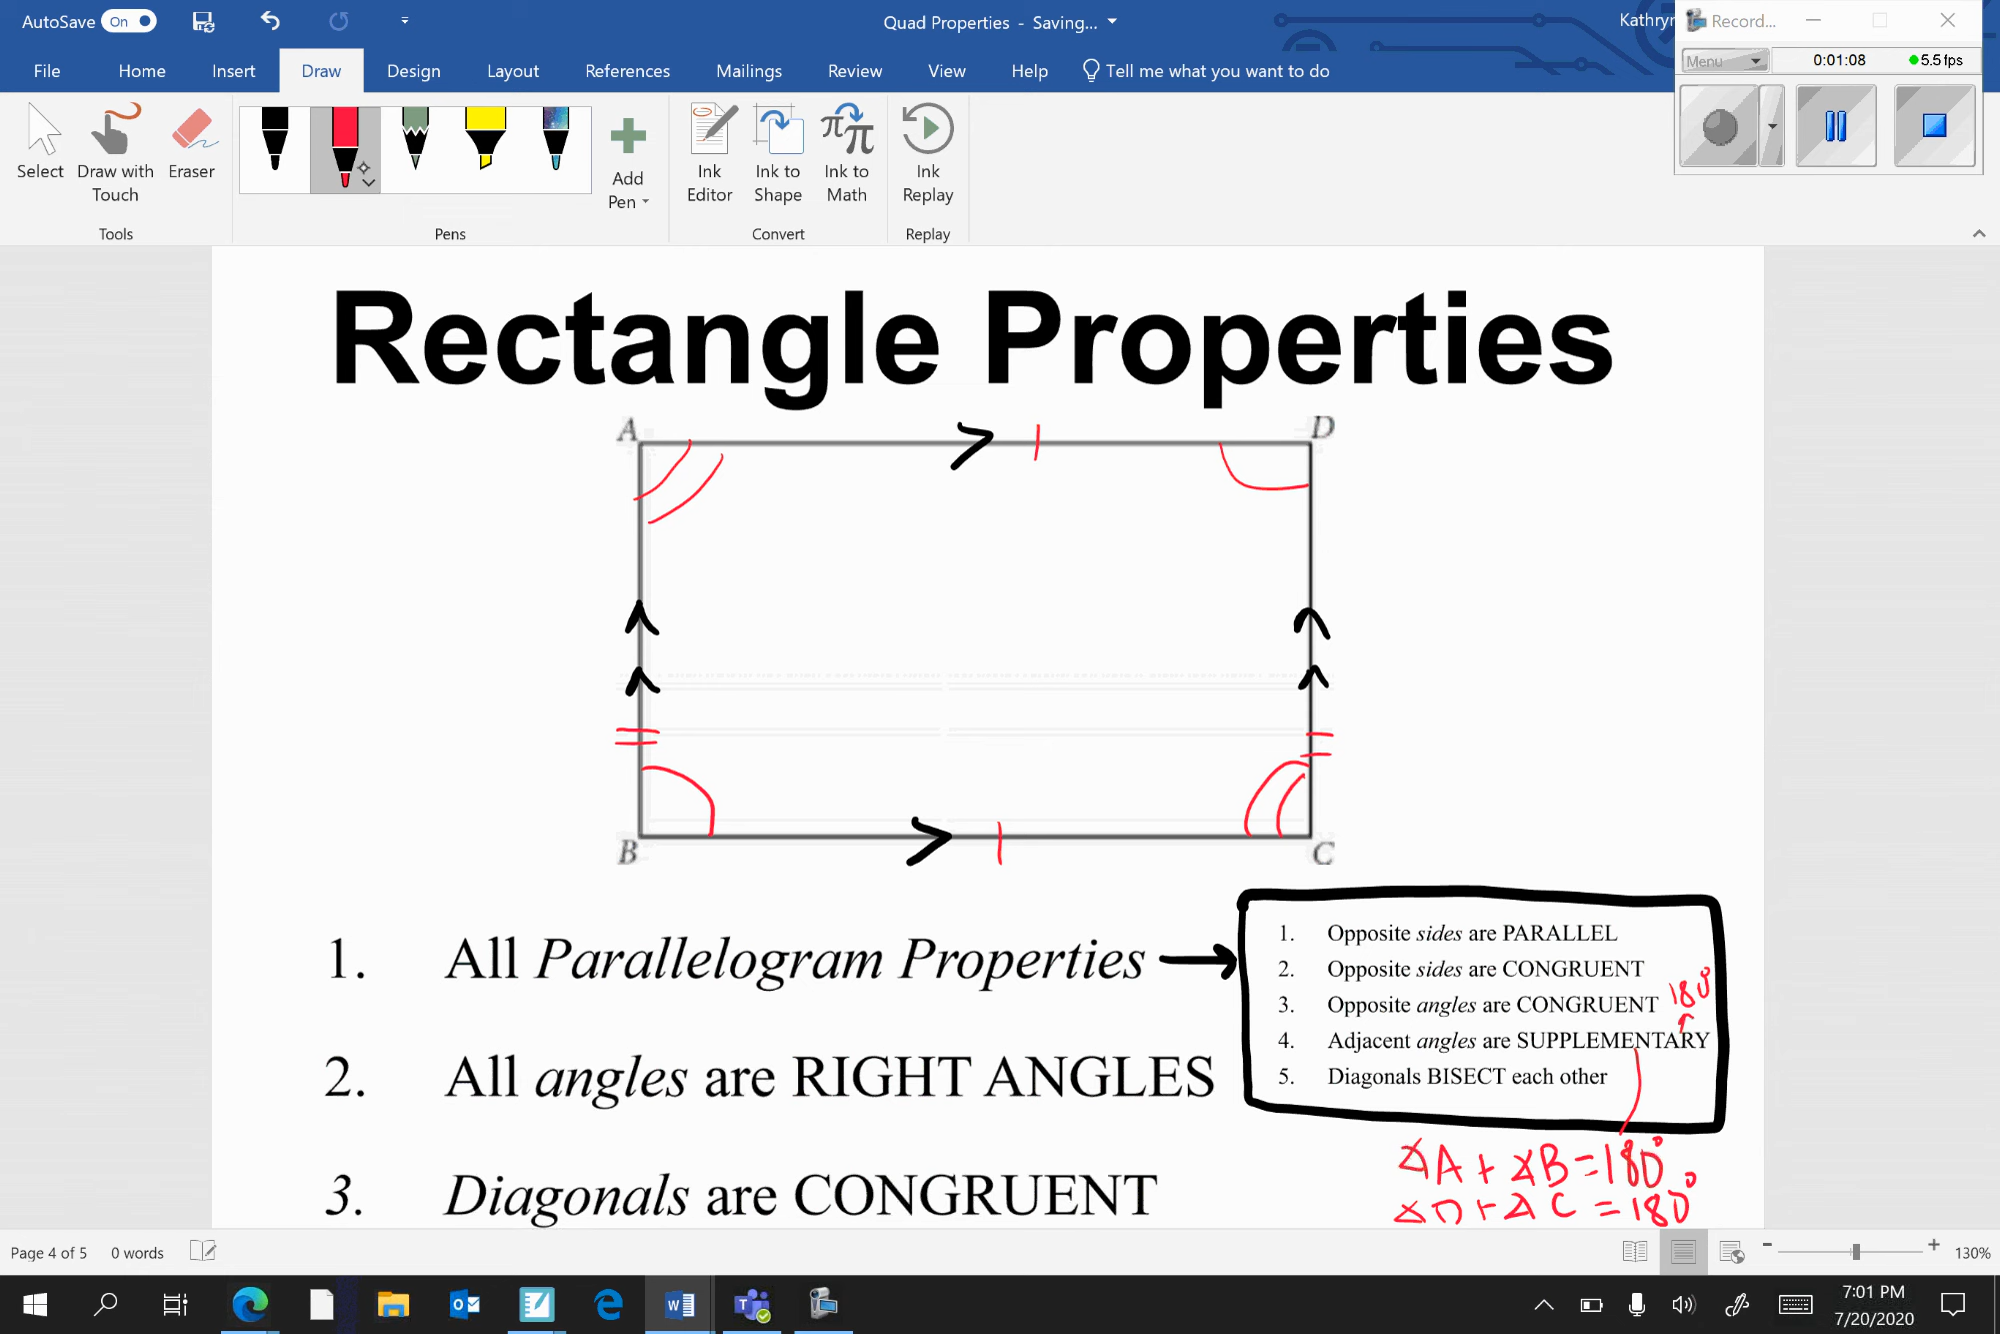 AutoSave On
Quad Properties - Saving...
Kathryn
Record...
File Home Insert Draw Design Layout References Mailings Review View Help Tell me what you want to do
Menu 0:01:08 5.5 fps
Select
Draw with Touch
Eraser
Add Pen
Ink Editor
Ink to Shape
Ink to Math
Ink Replay
Tools Pens Convert Replay
Rectangle Properties
A D
B C
1. All Parallelogram Properties
2. All angles are RIGHT ANGLES
3. Diagonals are CONGRUENT
1. Opposite sides are PARALLEL
2. Opposite sides are CONGRUENT
3. Opposite angles are CONGRUENT
180°
4. Adjacent angles are SUPPLEMENTARY
5. Diagonals BISECT each other
∡A + ∡B = 180°
∡D + ∡C = 180°
Page 4 of 5 0 words 130%
7:01 PM
7/20/2020